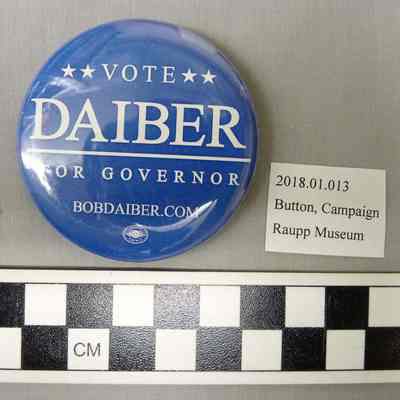 ★★VOTE★★
DAIBER
FOR GOVERNOR
BOBDAIBER.COM
2018.01.013
Button, Campaign
Raupp Museum
CM